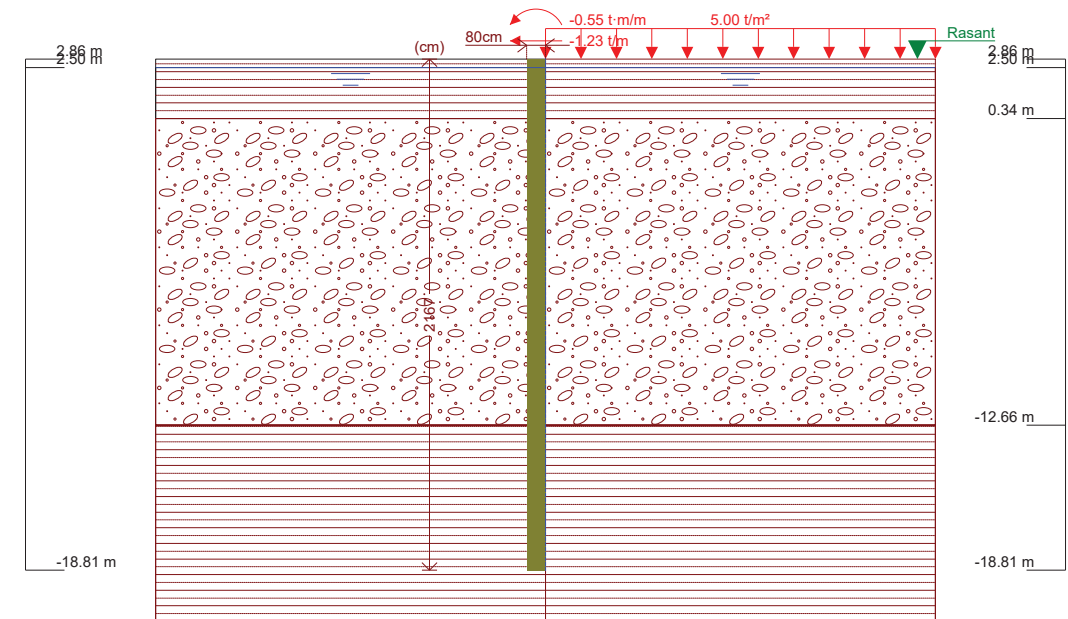 -0.55 t·m/m
5.00 t/m²
Rasant
80cm
-1.23 t/m
(cm)
2.86 m
2.50 m
2.86 m
2.50 m
0.34 m
2167
-12.66 m
-18.81 m
-18.81 m